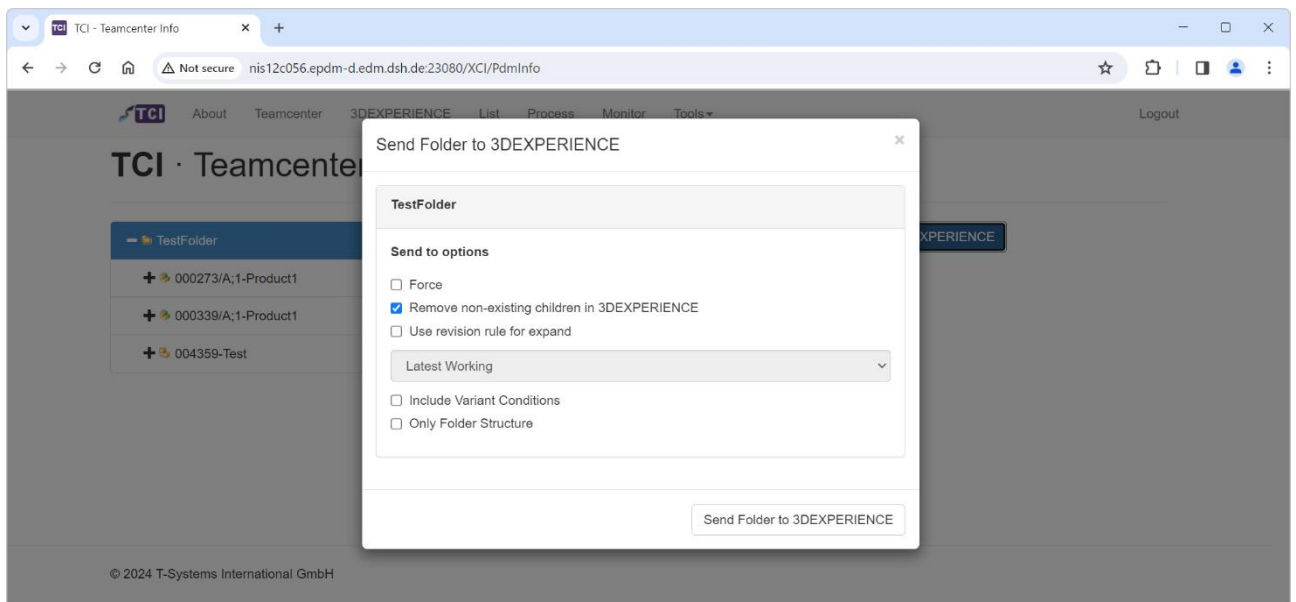 TCI
TCI - Teamcenter Info
Not secure
nis12c056.epdm-d.edm.dsh.de:23080/XCI/PdmInfo
TCI
About
Teamcenter
3DEXPERIENCE
List
Process
Monitor
Tools
Logout
TCI · Teamcenter
Send Folder to 3DEXPERIENCE
×
TestFolder
Send to options
Force
Remove non-existing children in 3DEXPERIENCE
Use revision rule for expand
Latest Working
Include Variant Conditions
Only Folder Structure
Send Folder to 3DEXPERIENCE
TestFolder
XPERIENCE
000273/A;1-Product1
000339/A;1-Product1
004359-Test
© 2024 T-Systems International GmbH